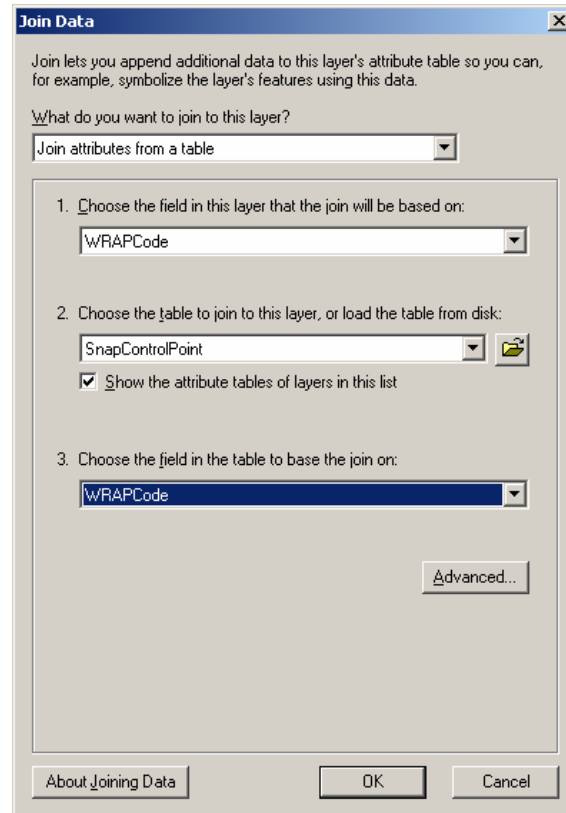 Join Data
Join lets you append additional data to this layer's attribute table so you can,
for example, symbolize the layer's features using this data.
What do you want to join to this layer?
Join attributes from a table
1. Choose the field in this layer that the join will be based on:
WRAPCode
2. Choose the table to join to this layer, or load the table from disk:
SnapControlPoint
Show the attribute tables of layers in this list
3. Choose the field in the table to base the join on:
WRAPCode
Advanced...
About Joining Data OK Cancel